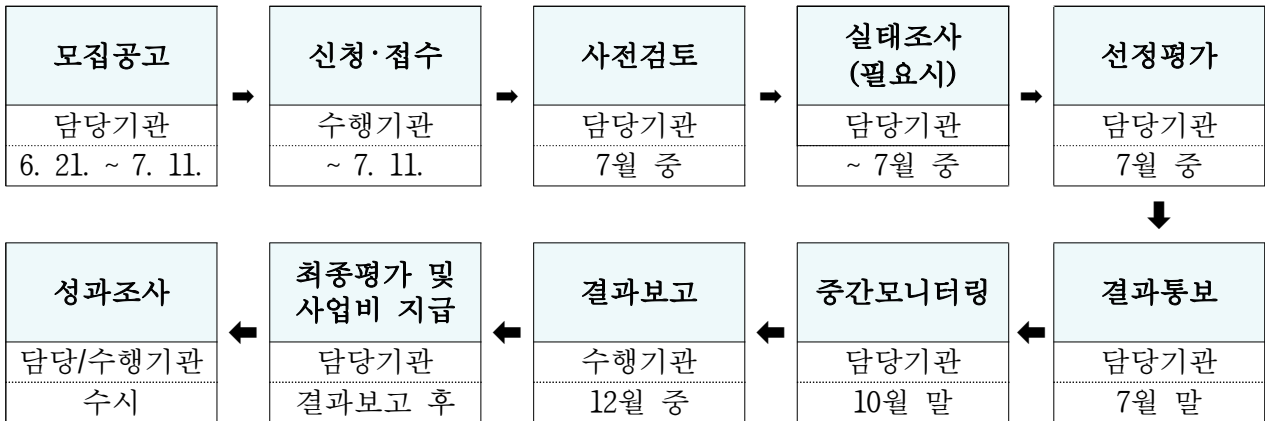 모집공고
담당기관
6. 21. ~ 7. 11.
➡
신청·접수
수행기관
~ 7. 11.
➡
사전검토
담당기관
7월 중
➡
실태조사
(필요시)
담당기관
~ 7월 중
➡
선정평가
담당기관
7월 중
⬇
결과통보
담당기관
7월 말
⬅
중간모니터링
담당기관
10월 말
⬅
결과보고
수행기관
12월 중
⬅
최종평가 및
사업비 지급
담당기관
결과보고 후
⬅
성과조사
담당/수행기관
수시